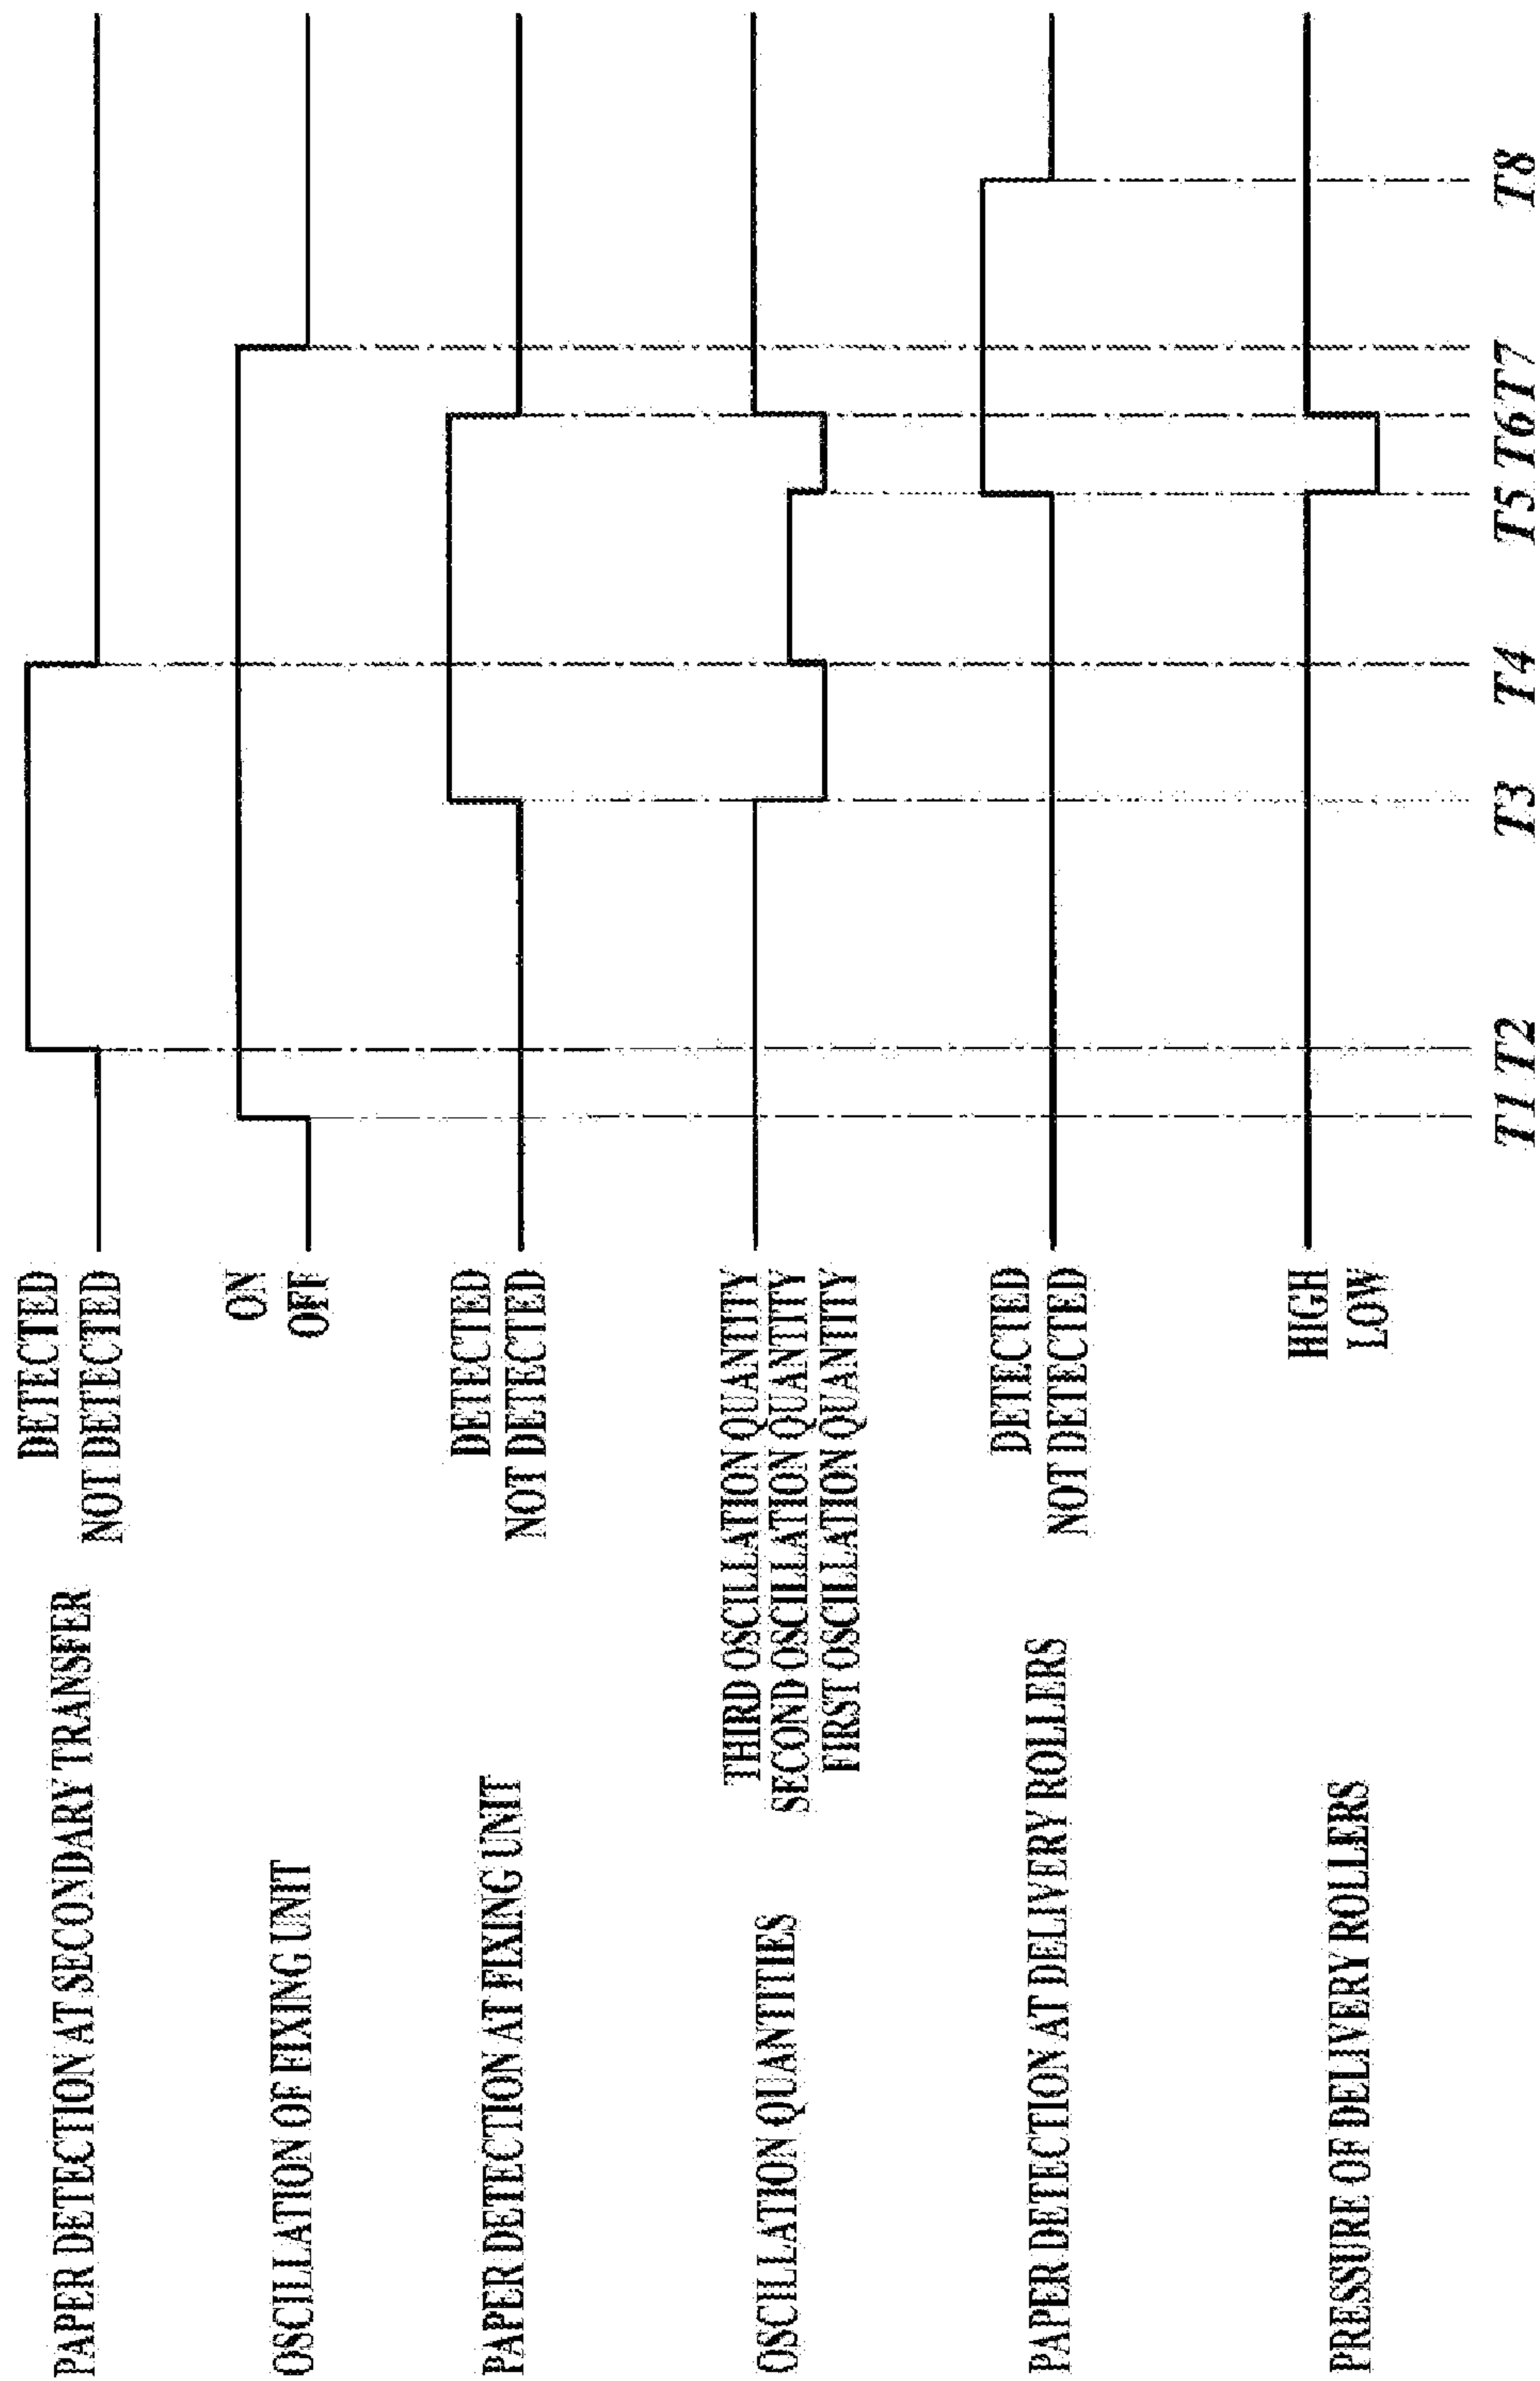 PAPER DETECTION AT SECONDARY TRANSFER
DETECTED
NOT DETECTED
OSCILLATION OF FIXING UNIT
ON
OFF
PAPER DETECTION AT FIXING UNIT
DETECTED
NOT DETECTED
OSCILLATION QUANTITIES
THIRD OSCILLATION QUANTITY
SECOND OSCILLATION QUANTITY
FIRST OSCILLATION QUANTITY
PAPER DETECTION AT DELIVERY ROLLERS
DETECTED
NOT DETECTED
PRESSURE OF DELIVERY ROLLERS
HIGH
LOW
T1 T2 T3 T4 T5 T6 T7 T8